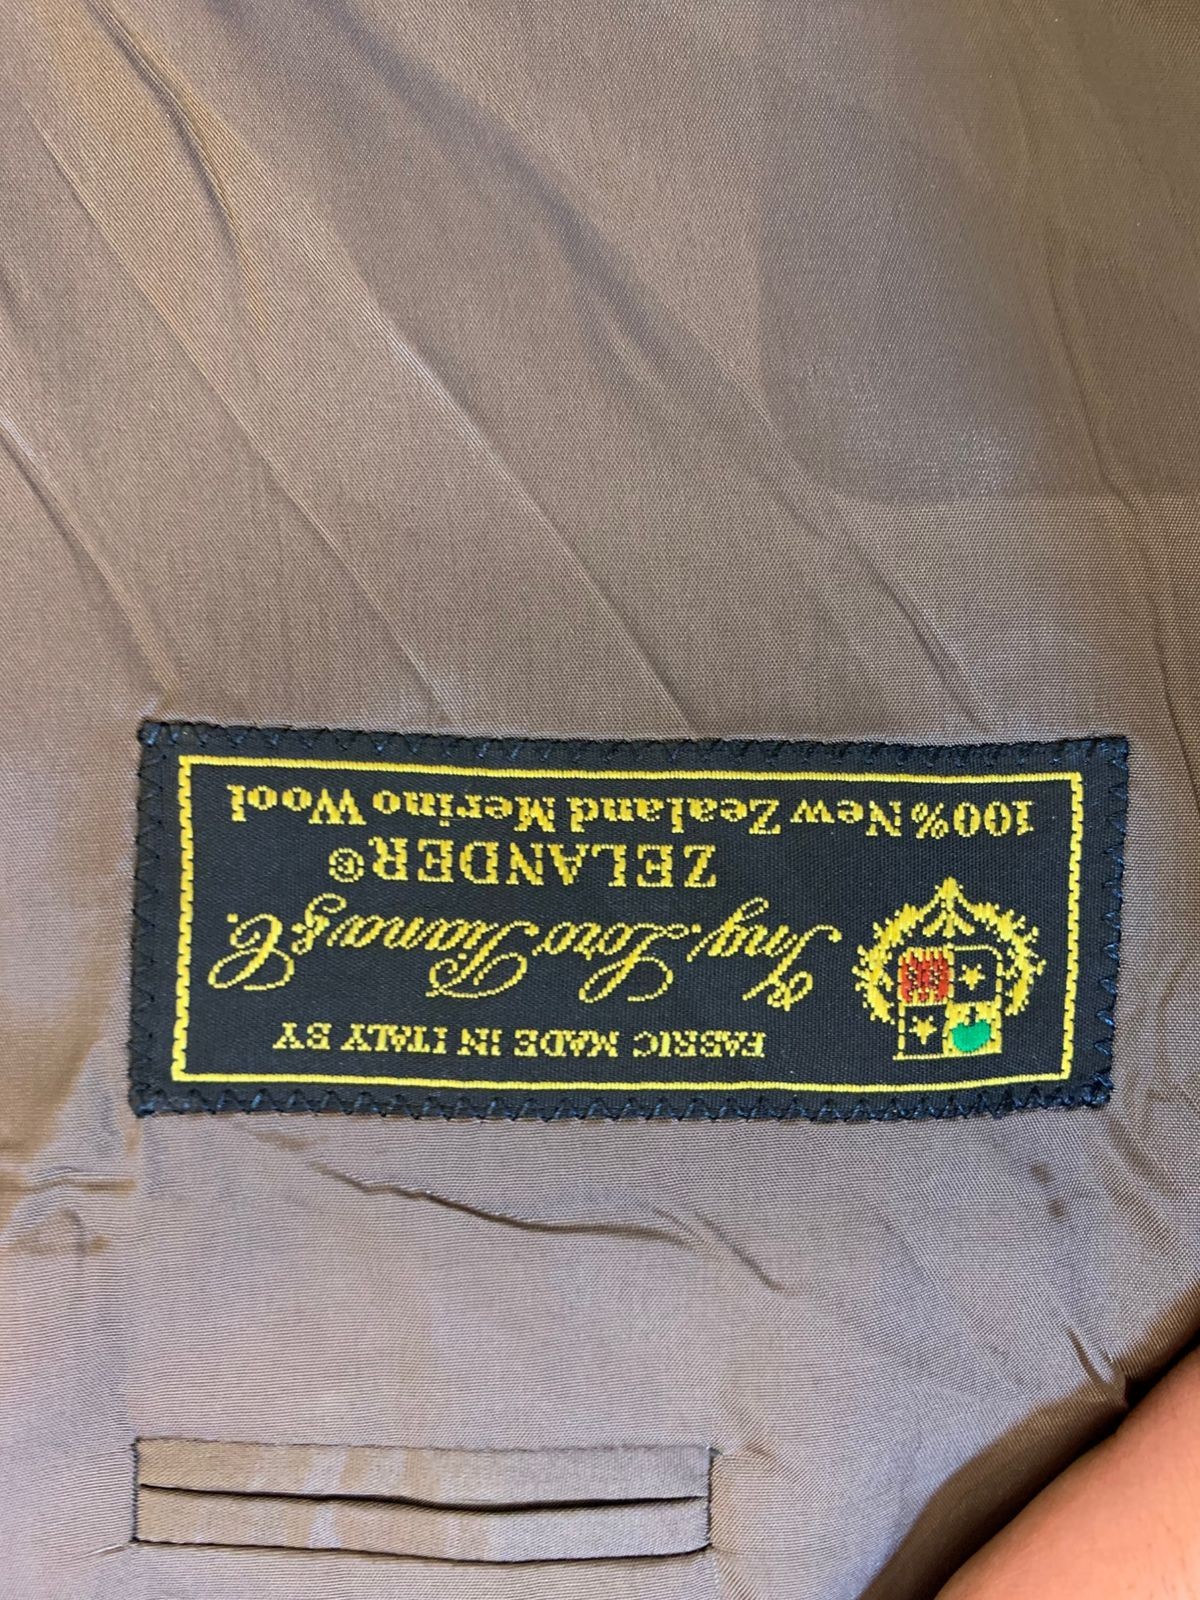 FABRIC MADE IN ITALY BY
Ing. Loro Piana & C.
ZELANDER®
100% New Zealand Merino Wool